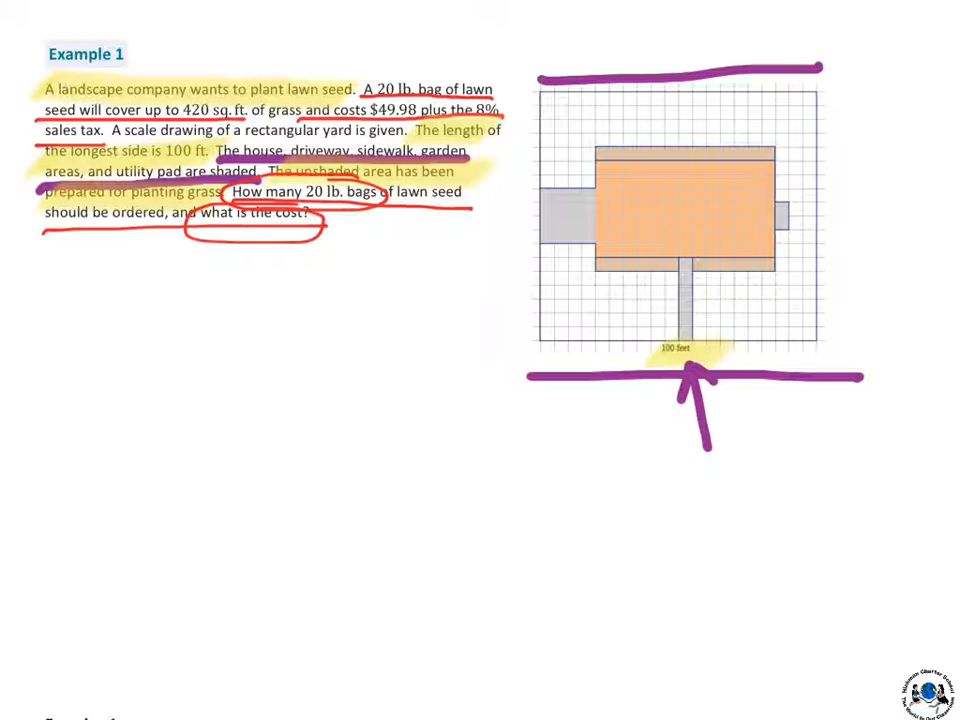 Example 1
A landscape company wants to plant lawn seed. A 20 lb. bag of lawn
seed will cover up to 420 sq. ft. of grass and costs $49.98 plus the 8%
sales tax. A scale drawing of a rectangular yard is given. The length of
the longest side is 100 ft. The house, driveway, sidewalk, garden
areas, and utility pad are shaded. The unshaded area has been
prepared for planting grass. How many 20 lb. bags of lawn seed
should be ordered, and what is the cost?
100 feet